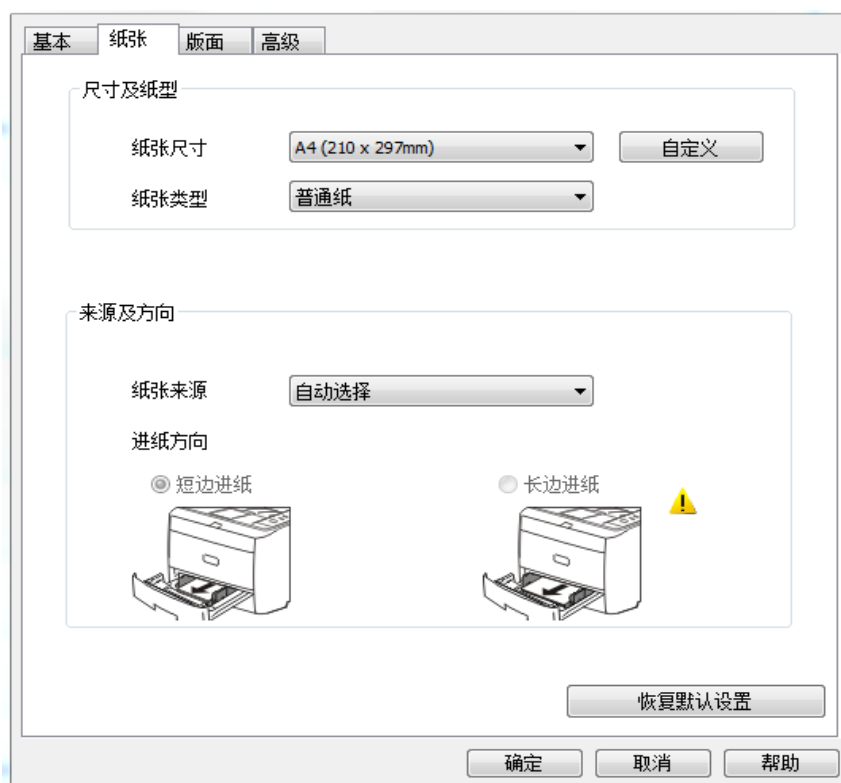 基本 纸张 版面 高级
尺寸及纸型
纸张尺寸 A4 (210 x 297mm) 自定义
纸张类型 普通纸
来源及方向
纸张来源 自动选择
进纸方向
短边进纸 长边进纸
恢复默认设置
确定 取消 帮助